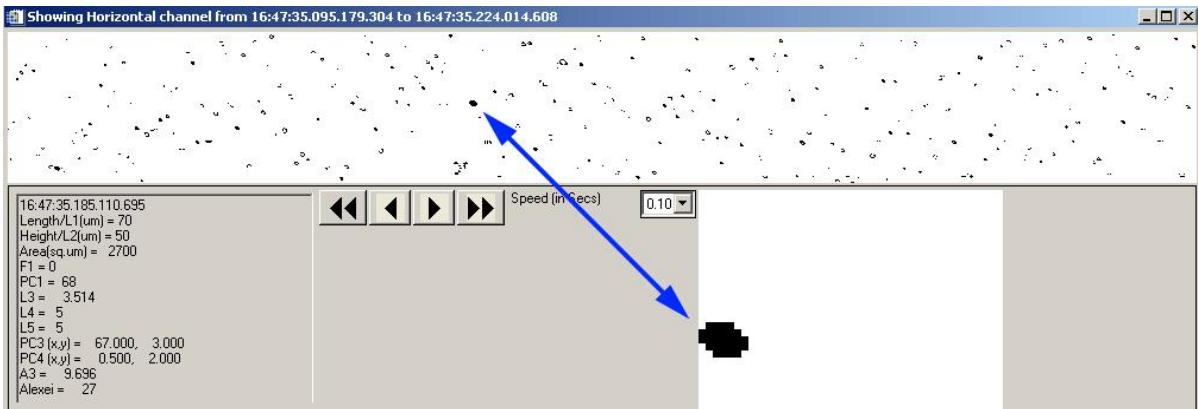 Showing Horizontal channel from 16:47:35.095.179.304 to 16:47:35.224.014.608
16:47:35.185.110.695
Length/L1(um) = 70
Height/L2(um) = 50
Area(sq.um) = 2700
F1 = 0
PC1 = 68
L3 = 3.514
L4 = 5
L5 = 5
PC3 (x,y) = 67.000, 3.000
PC4 (x,y) = 0.500, 2.000
A3 = 9.696
Alexei = 27
Speed (in Secs)
0.10